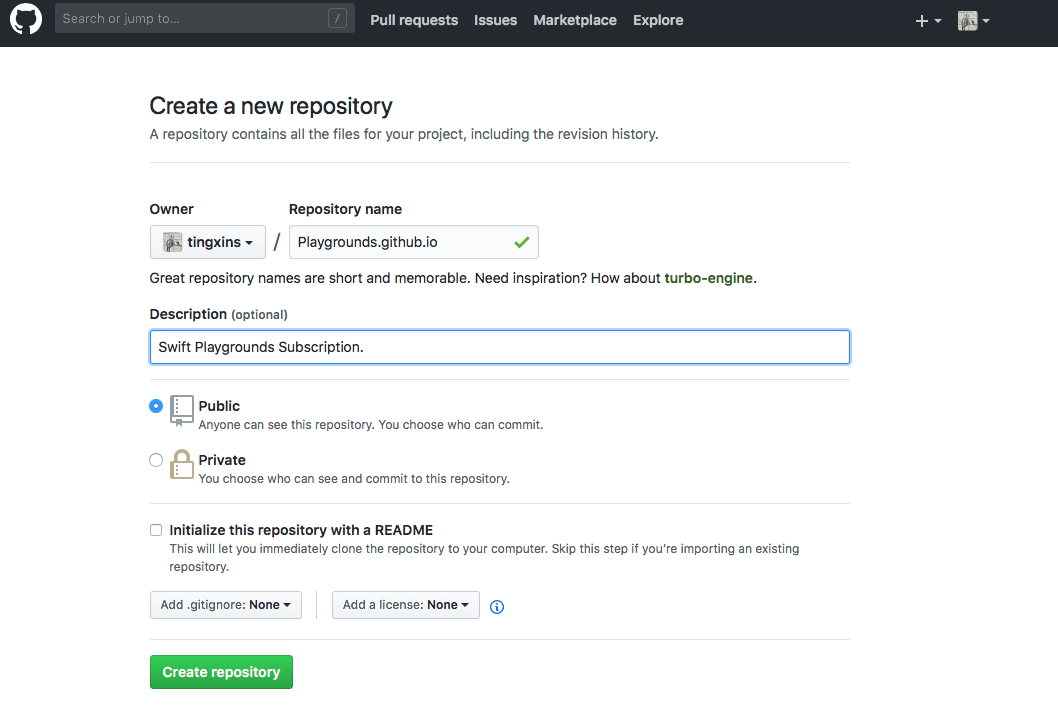 Search or jump to... / Pull requests Issues Marketplace Explore +
Create a new repository
A repository contains all the files for your project, including the revision history.
Owner Repository name
tingxins / Playgrounds.github.io
Great repository names are short and memorable. Need inspiration? How about turbo-engine.
Description (optional)
Swift Playgrounds Subscription.
Public
Anyone can see this repository. You choose who can commit.
Private
You choose who can see and commit to this repository.
Initialize this repository with a README
This will let you immediately clone the repository to your computer. Skip this step if you’re importing an existing
repository.
Add .gitignore: None Add a license: None
Create repository